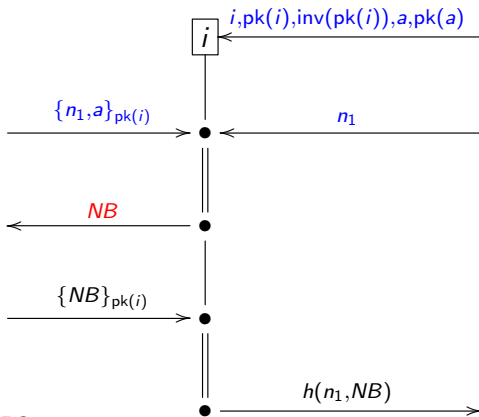 i,pk(i),inv(pk(i)),a,pk(a)
i
{n₁,a}ₚₖ₍ᵢ₎
n₁
NB
{NB}ₚₖ₍ᵢ₎
h(n₁,NB)